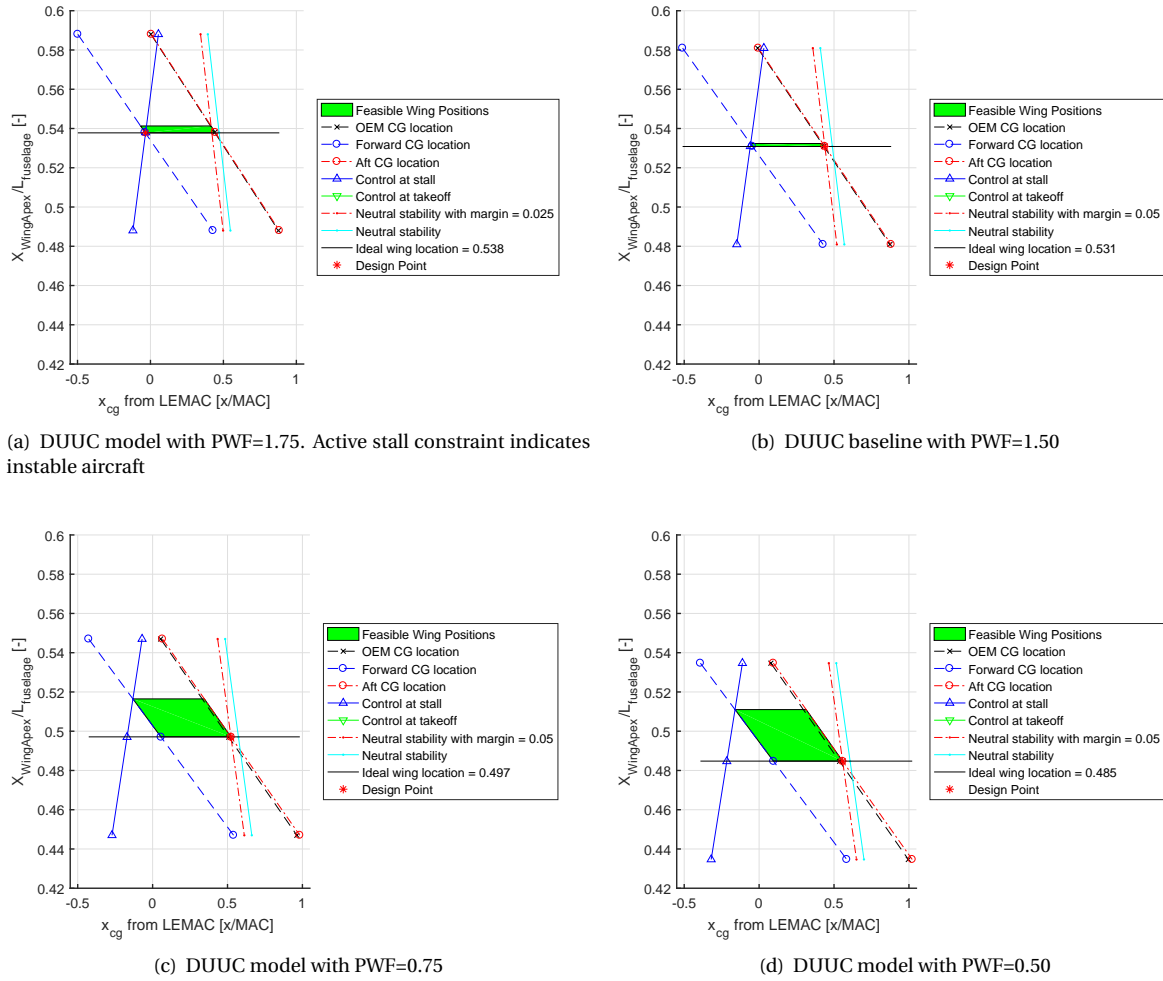 0.6
0.58
0.56
0.54
0.52
0.5
0.48
0.46
0.44
0.42
-0.5 0 0.5 1
X_WingApex/L_fuselage [-]
x_cg from LEMAC [x/MAC]
Feasible Wing Positions
OEM CG location
Forward CG location
Aft CG location
Control at stall
Control at takeoff
Neutral stability with margin = 0.025
Neutral stability
Ideal wing location = 0.538
Design Point
(a) DUUC model with PWF=1.75. Active stall constraint indicates
instable aircraft
0.6
0.58
0.56
0.54
0.52
0.5
0.48
0.46
0.44
0.42
-0.5 0 0.5 1
X_WingApex/L_fuselage [-]
x_cg from LEMAC [x/MAC]
Feasible Wing Positions
OEM CG location
Forward CG location
Aft CG location
Control at stall
Control at takeoff
Neutral stability with margin = 0.05
Neutral stability
Ideal wing location = 0.531
Design Point
(b) DUUC baseline with PWF=1.50
0.6
0.58
0.56
0.54
0.52
0.5
0.48
0.46
0.44
0.42
-0.5 0 0.5 1
X_WingApex/L_fuselage [-]
x_cg from LEMAC [x/MAC]
Feasible Wing Positions
OEM CG location
Forward CG location
Aft CG location
Control at stall
Control at takeoff
Neutral stability with margin = 0.05
Neutral stability
Ideal wing location = 0.497
Design Point
(c) DUUC model with PWF=0.75
0.6
0.58
0.56
0.54
0.52
0.5
0.48
0.46
0.44
0.42
-0.5 0 0.5 1
X_WingApex/L_fuselage [-]
x_cg from LEMAC [x/MAC]
Feasible Wing Positions
OEM CG location
Forward CG location
Aft CG location
Control at stall
Control at takeoff
Neutral stability with margin = 0.05
Neutral stability
Ideal wing location = 0.485
Design Point
(d) DUUC model with PWF=0.50